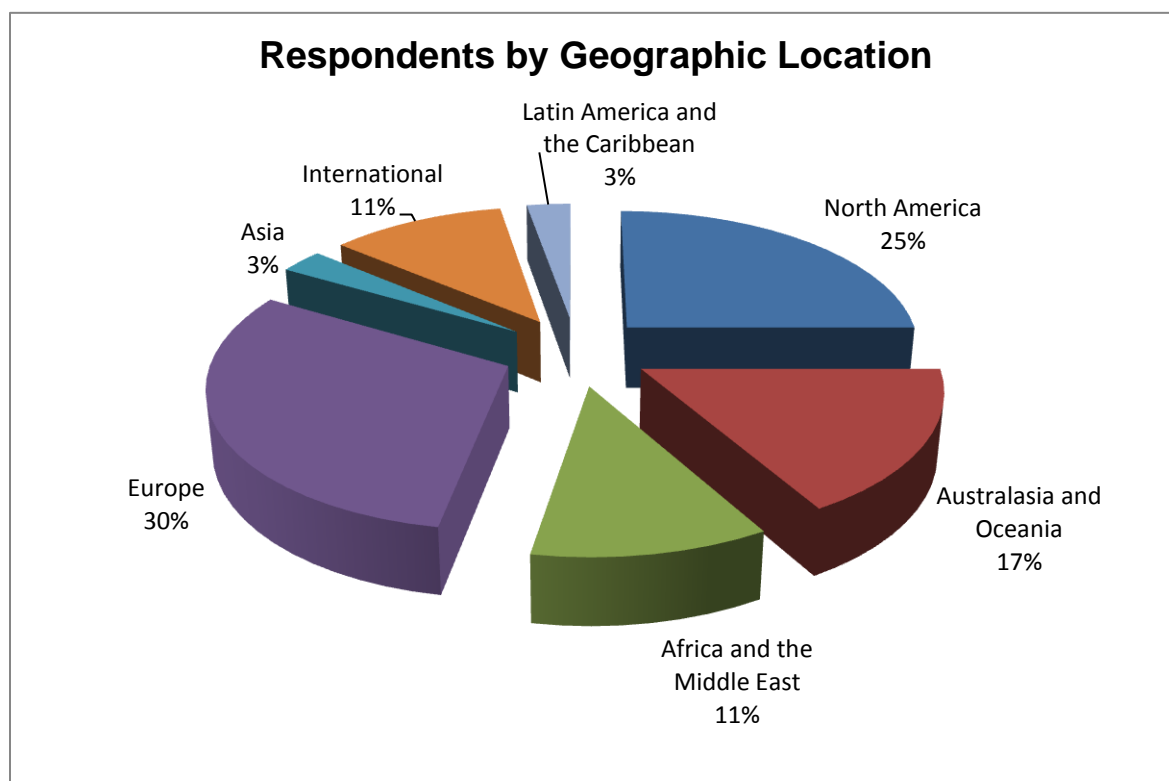 Respondents by Geographic Location
Latin America and
the Caribbean
3%
North America
25%
Australasia and
Oceania
17%
Africa and the
Middle East
11%
Europe
30%
Asia
3%
International
11%